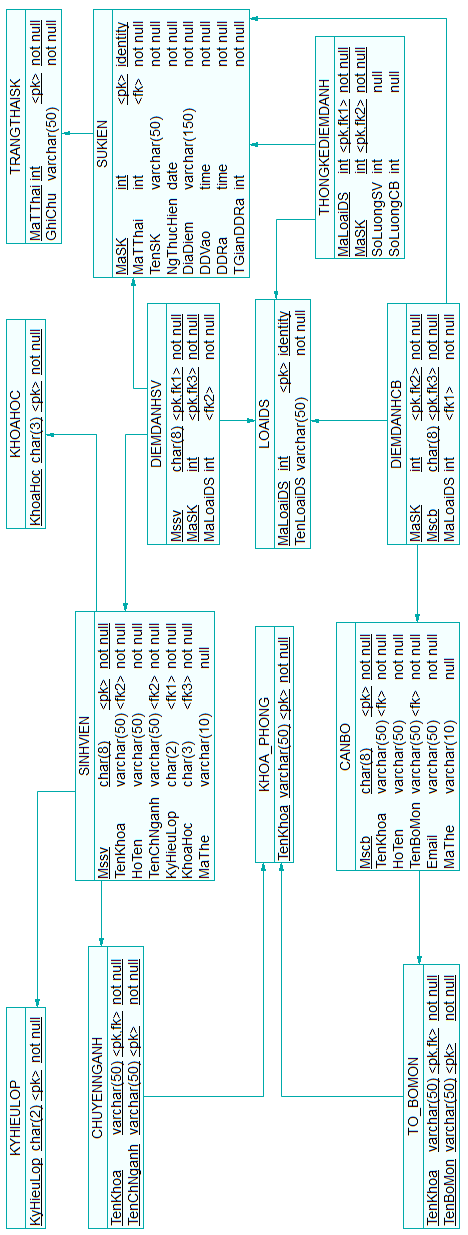 KYHIEULOP
KyHieuLop char(2) <pk> not null
KHOAHOC
KhoaHoc char(3) <pk> not null
TRANGTHAISK
MaTThai int <pk> not null
GhiChu varchar(50) not null
CHUYENNGANH
TenKhoa varchar(50) <pk.fk> not null
TenChNganh varchar(50) <pk> not null
SINHVIEN
Mssv char(8) <pk> not null
TenKhoa varchar(50) <fk2> not null
HoTen varchar(50) not null
TenChNganh varchar(50) <fk2> not null
KyHieuLop char(2) <fk1> not null
KhoaHoc char(3) <fk3> not null
MaThe varchar(10) null
DIEMDANHSV
Mssv char(8) <pk.fk1> not null
MaSK int <pk.fk3> not null
MaLoaiDS int <fk2> not null
SUKIEN
MaSK int <pk> identity
MaTThai int <fk> not null
TenSK varchar(50) not null
NgThucHien date not null
DiaDiem varchar(150) not null
DDVao time not null
DDRa time not null
TGianDDRa int not null
KHOA_PHONG
TenKhoa varchar(50) <pk> not null
LOAIDS
MaLoaiDS int <pk> identity
TenLoaiDS varchar(50) not null
THONGKEDIEMDANH
MaLoaiDS int <pk.fk1> not null
MaSK int <pk.fk2> not null
SoLuongSV int null
SoLuongCB int null
TO_BOMON
TenKhoa varchar(50) <pk.fk> not null
TenBoMon varchar(50) <pk> not null
CANBO
Mscb char(8) <pk> not null
TenKhoa varchar(50) <fk> not null
HoTen varchar(50) not null
TenBoMon varchar(50) <fk> null
Email varchar(50) not null
MaThe varchar(10) null
DIEMDANHCB
MaSK int <pk.fk2> not null
Mscb char(8) <pk.fk3> not null
MaLoaiDS int <fk1> not null